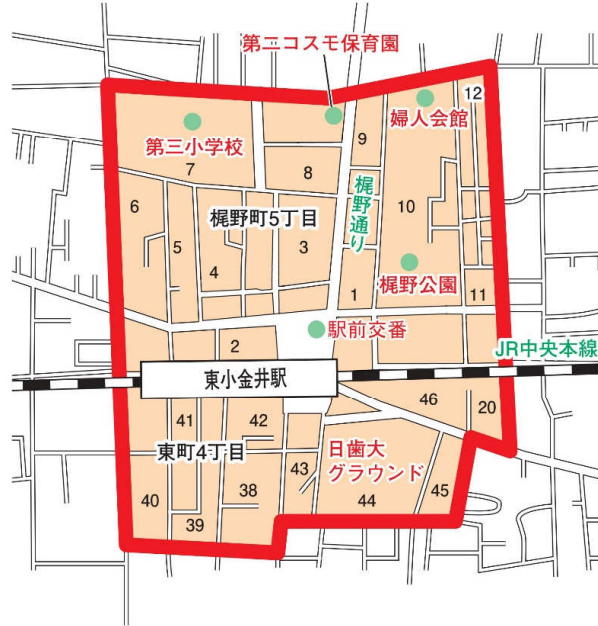 第二コスモ保育園
12
婦人会館
9
第三小学校
7
8
梶野通り
6
梶野町5丁目
10
5
4
3
梶野公園
1
11
駅前交番
2
JR中央本線
東小金井駅
46
20
41
42
東町4丁目
日歯大
グラウンド
43
40
38
44
45
39